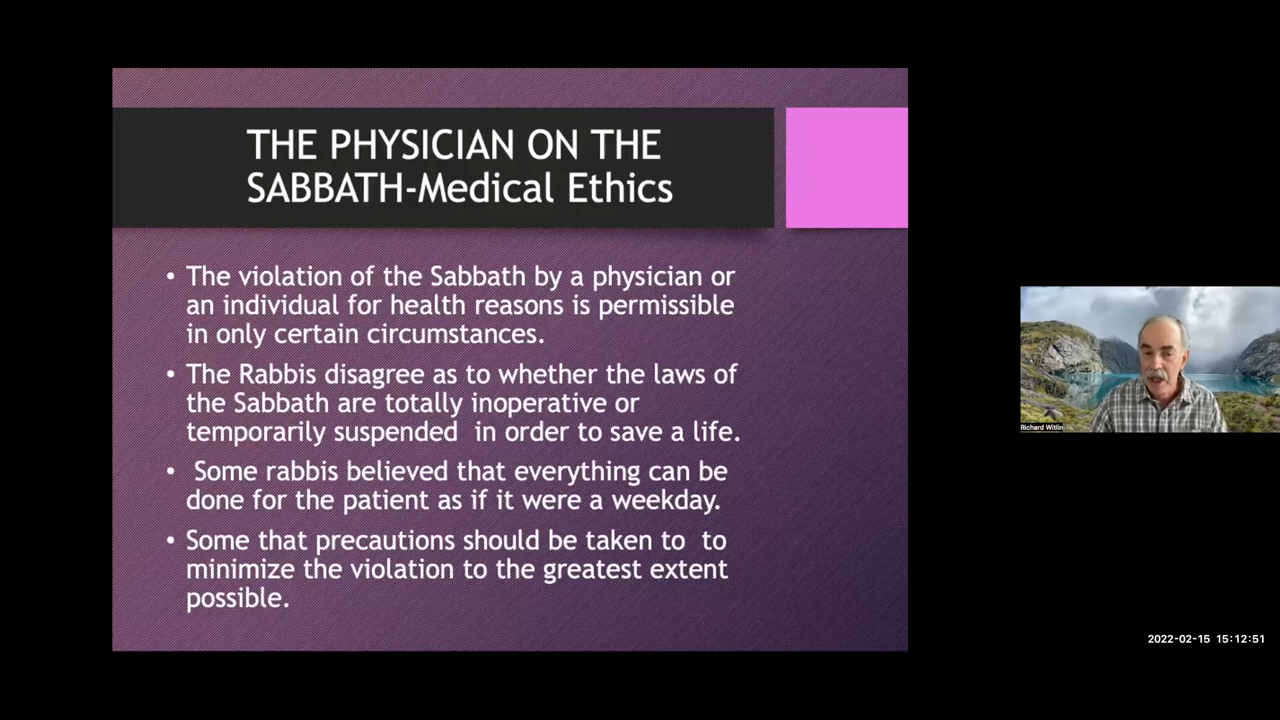 THE PHYSICIAN ON THE
SABBATH-Medical Ethics
• The violation of the Sabbath by a physician or
an individual for health reasons is permissible
in only certain circumstances.
• The Rabbis disagree as to whether the laws of
the Sabbath are totally inoperative or
temporarily suspended  in order to save a life.
•  Some rabbis believed that everything can be
done for the patient as if it were a weekday.
• Some that precautions should be taken to  to
minimize the violation to the greatest extent
possible.
Richard Witlin
2022-02-15 15:12:51